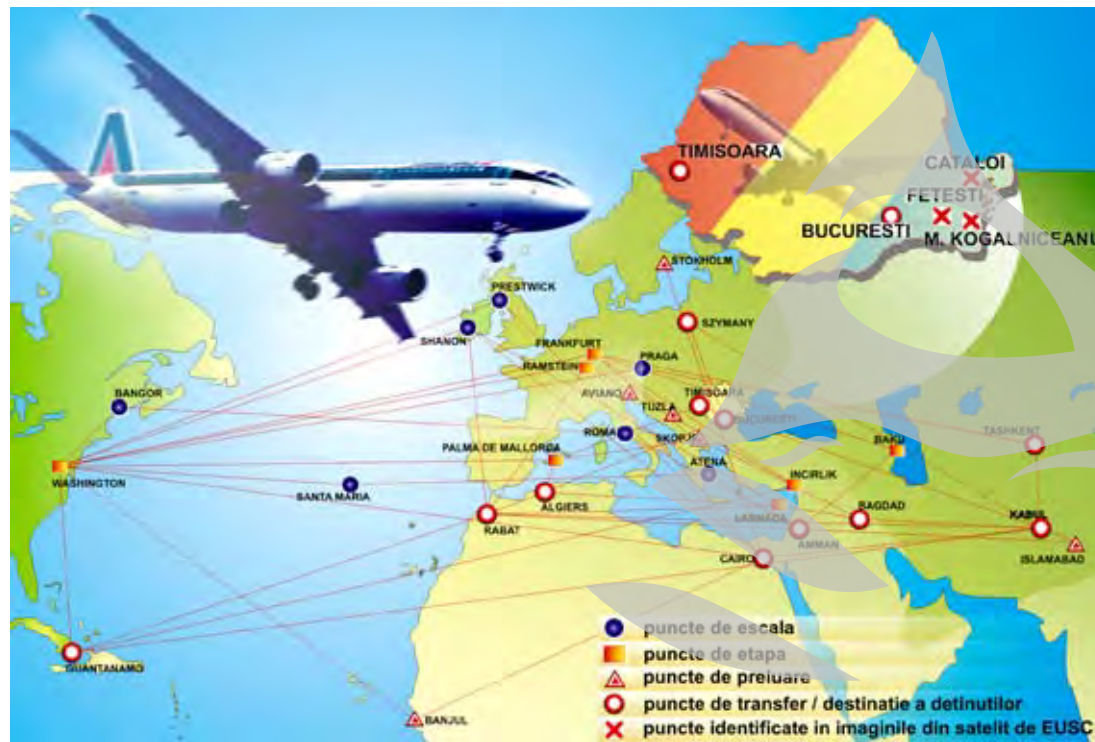 TIMISOARA
CATALOI
FETESTI
BUCURESTI
M. KOGALNICEANU
STOKHOLM
PRESTWICK
SZYMANY
SHANON
FRANKFURT
RAMSTEIN
PRAGA
BANGOR
AVIANO
TIMISOARA
TUZLA
BUCURESTI
ROMA
SKOPJE
TASHKENT
BAKU
PALMA DE MALLORCA
ATENA
WASHINGTON
INCIRLIK
SANTA MARIA
ALGIERS
BAGDAD
LARNACA
KABUL
RABAT
AMMAN
CAIRO
ISLAMABAD
GUANTANAMO
BANJUL
puncte de escala
puncte de etapa
puncte de preluare
puncte de transfer / destinatie a detinutilor
puncte identificate in imaginile din satelit de EUSC